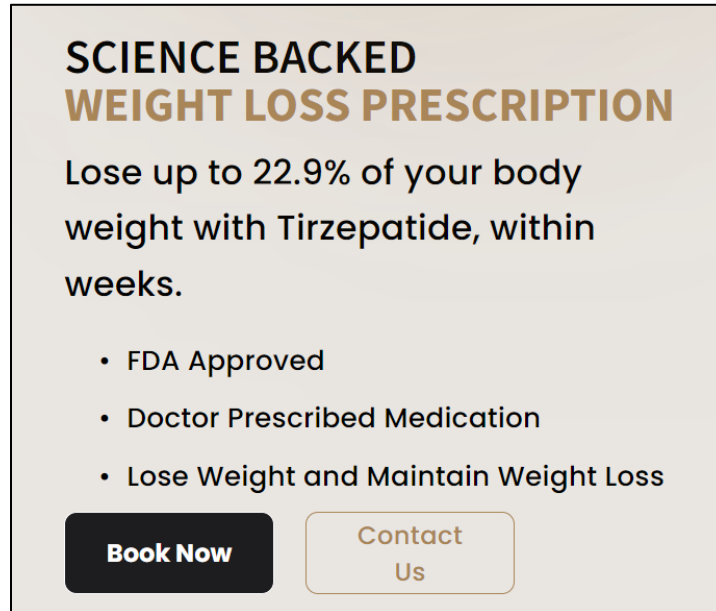 SCIENCE BACKED
WEIGHT LOSS PRESCRIPTION
Lose up to 22.9% of your body
weight with Tirzepatide, within
weeks.
• FDA Approved
• Doctor Prescribed Medication
• Lose Weight and Maintain Weight Loss
Book Now
Contact
Us